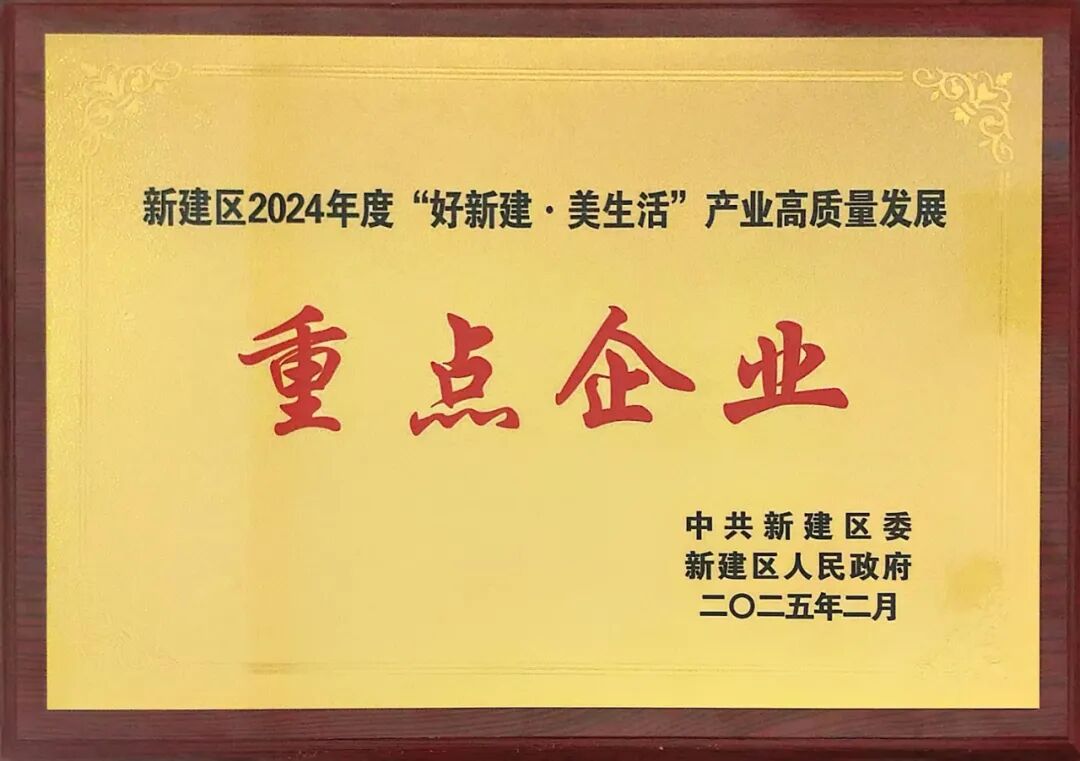 新建区2024年度“好新建·美生活”产业高质量发展
重点企业
中共新建区委
新建区人民政府
二〇二五年二月